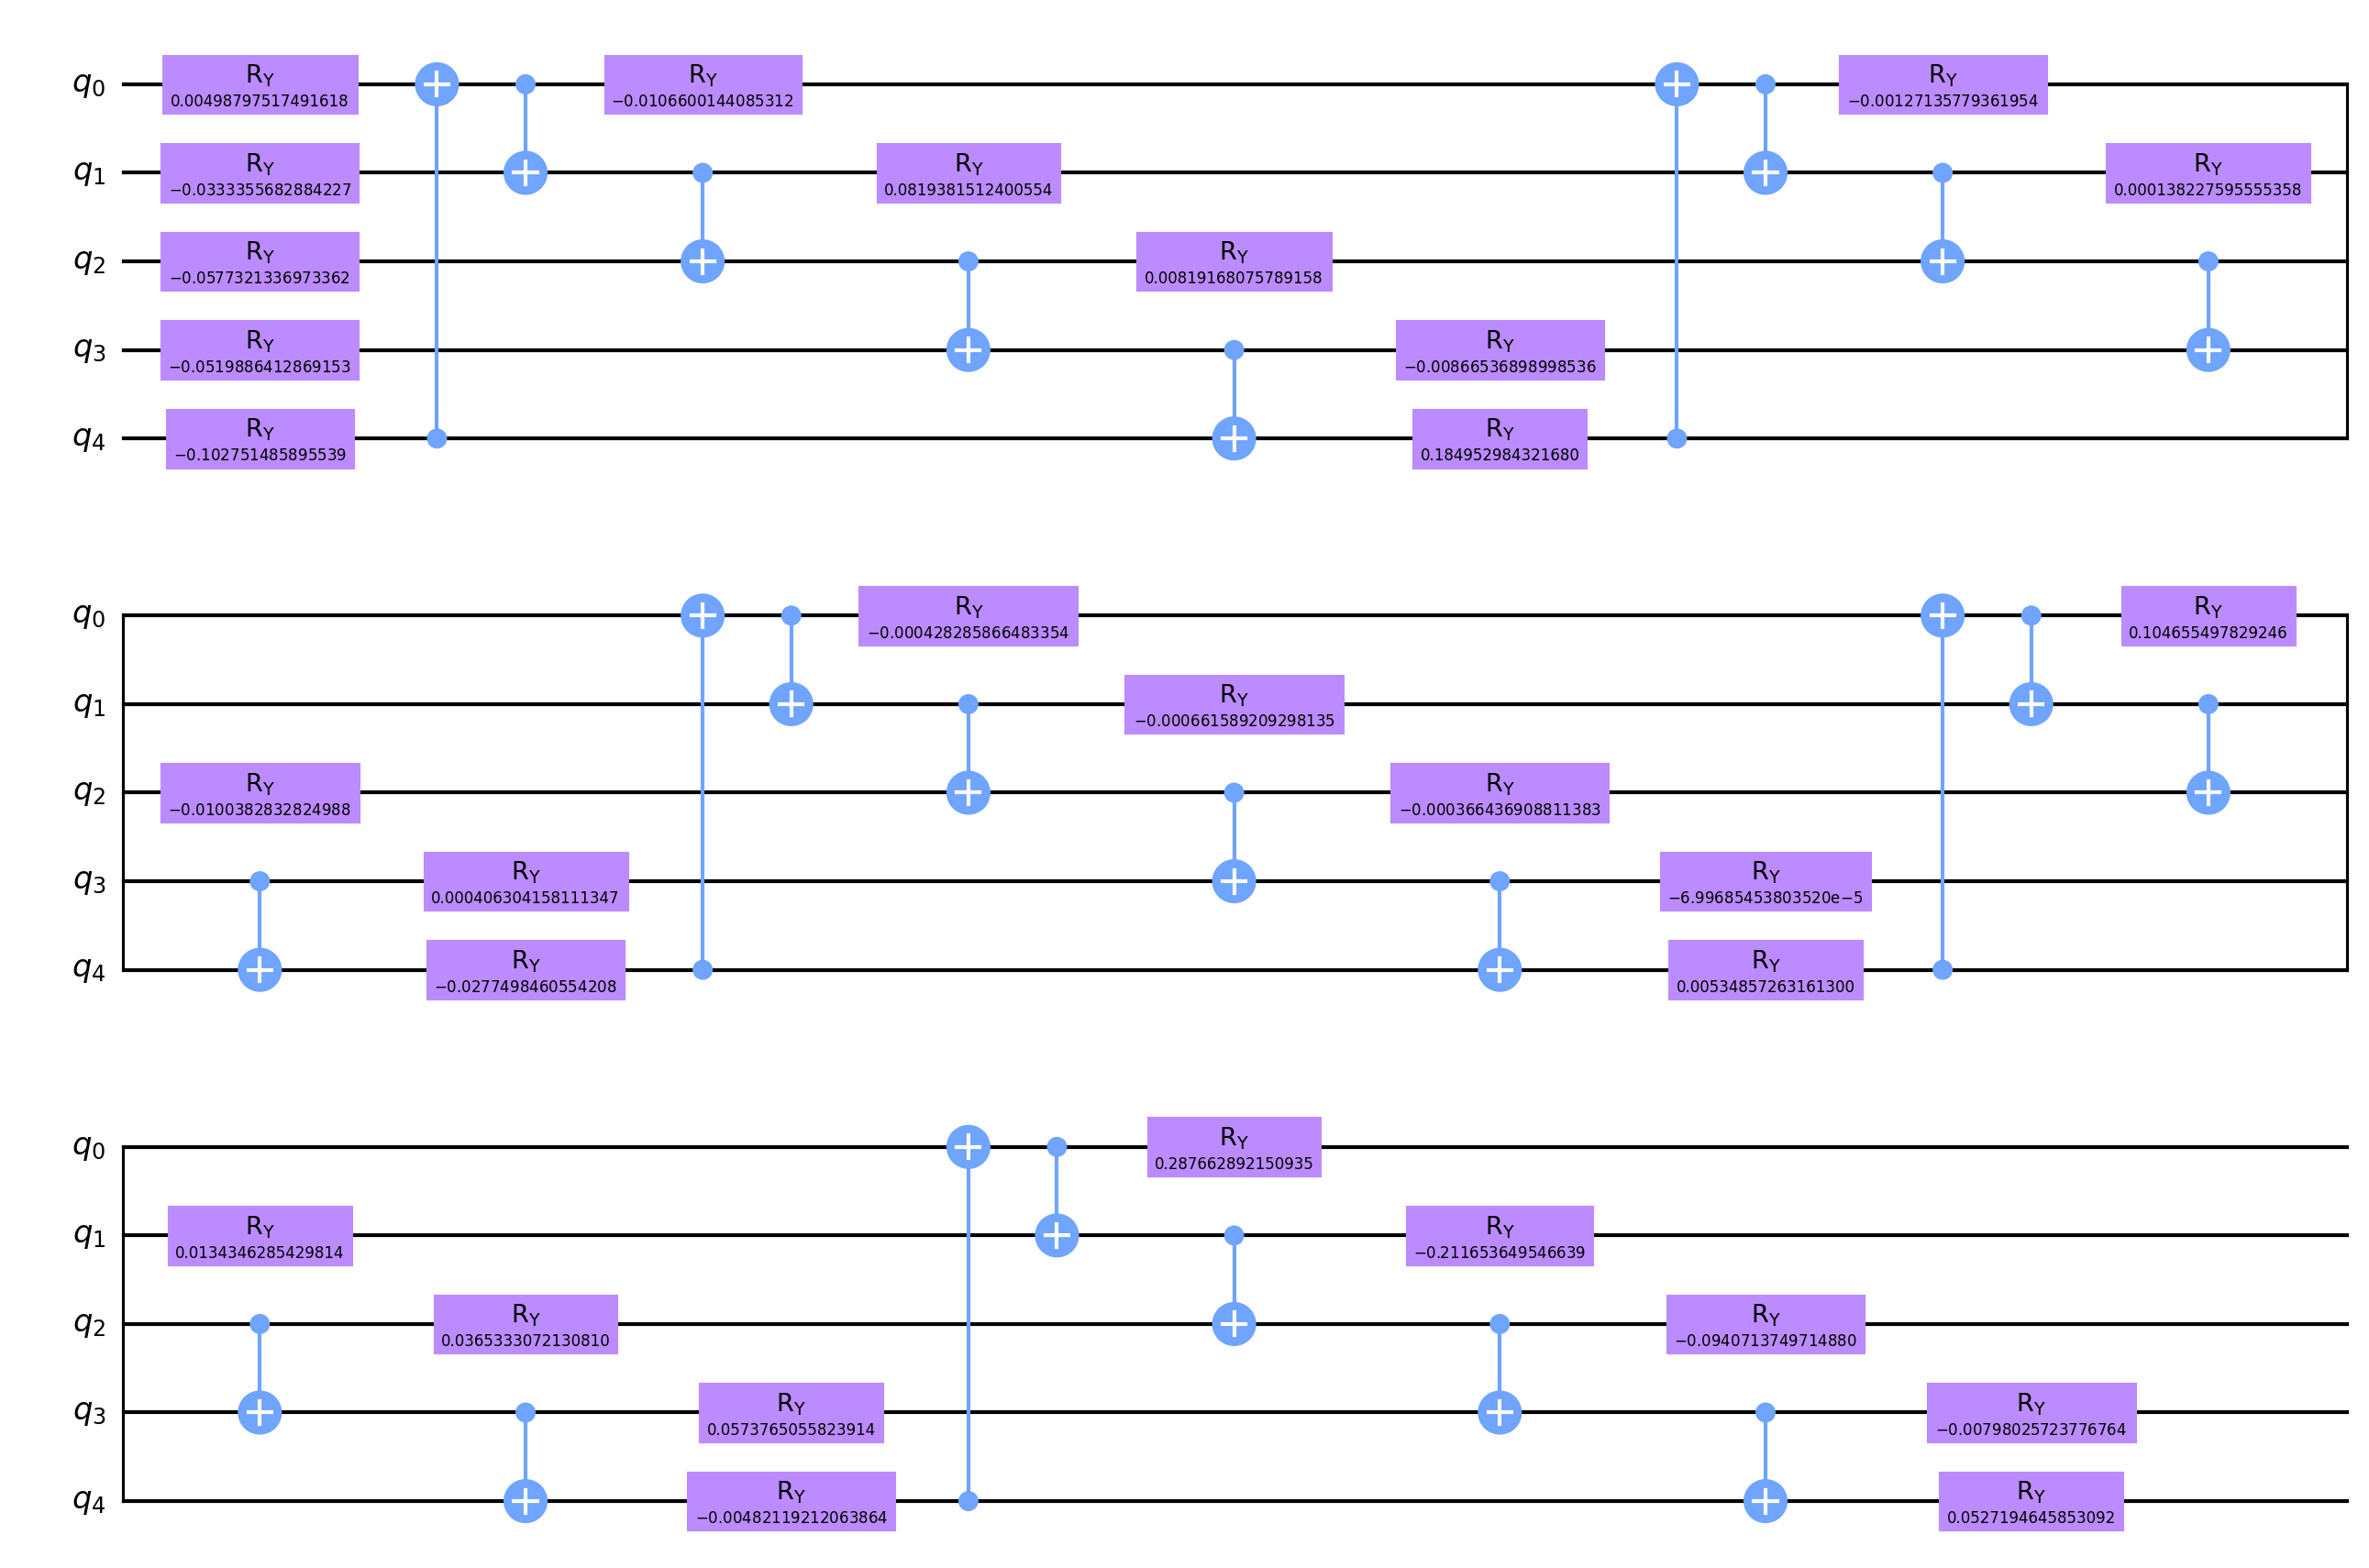 q0 RY RY RY
0.00498797517491618 −0.0106600144085312 −0.00127135779361954
q1 RY RY RY
−0.0333355682884227 0.0819381512400554 0.000138227595555358
q2 RY RY
−0.0577321336973362 0.00819168075789158
q3 RY RY
−0.0519886412869153 −0.00866536898998536
q4 RY RY
−0.102751485895539 0.184952984321680
q0 RY RY
−0.000428285866483354 0.104655497829246
q1 RY
−0.000661589209298135
q2 RY RY
−0.0100382832824988 −0.000366436908811383
q3 RY RY
0.000406304158111347 −6.99685453803520e−5
q4 RY RY
−0.0277498460554208 0.00534857263161300
q0 RY
0.287662892150935
q1 RY RY
0.0134346285429814 −0.211653649546639
q2 RY RY
0.0365333072130810 −0.0940713749714880
q3 RY RY
0.0573765055823914 −0.00798025723776764
q4 RY RY
−0.00482119212063864 0.0527194645853092